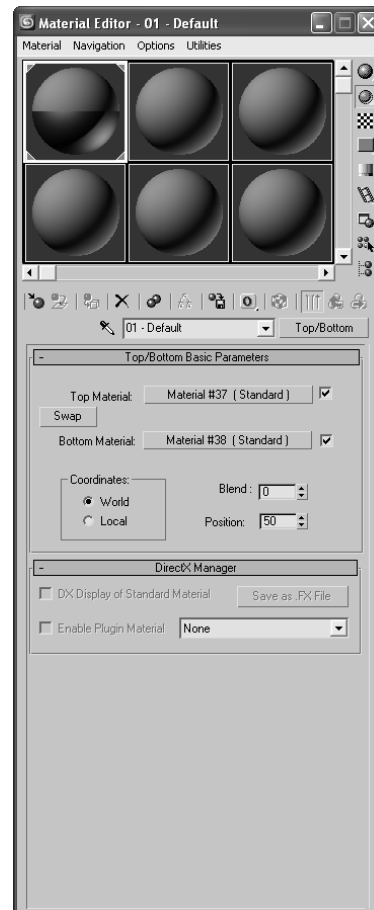 Material Editor - 01 - Default
Material Navigation Options Utilities
01 - Default Top/Bottom
- Top/Bottom Basic Parameters
Top Material: Material #37 ( Standard )
Swap
Bottom Material: Material #38 ( Standard )
Coordinates:
World
Local
Blend : 0
Position: 50
- DirectX Manager
DX Display of Standard Material Save as .FX File
Enable Plugin Material None